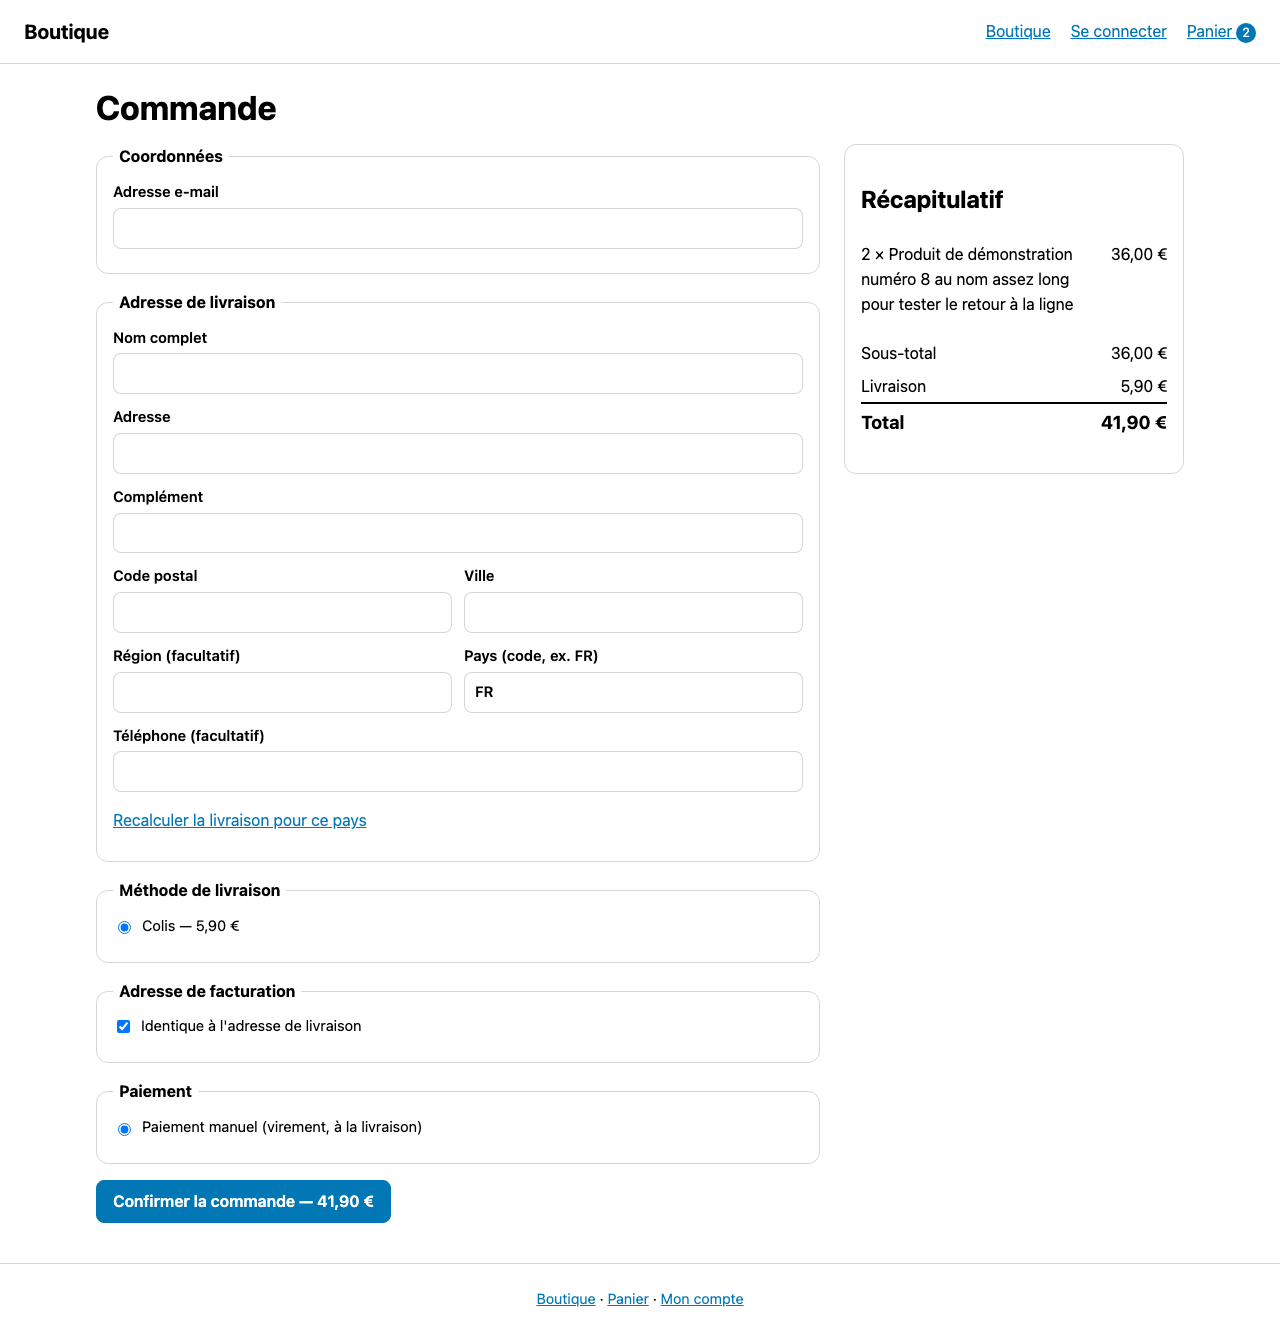 Boutique
Boutique Se connecter Panier 2
Commande
Coordonnées
Adresse e-mail
Adresse de livraison
Nom complet
Adresse
Complément
Code postal Ville
Région (facultatif) Pays (code, ex. FR)
FR
Téléphone (facultatif)
Recalculer la livraison pour ce pays
Méthode de livraison
Colis — 5,90 €
Adresse de facturation
Identique à l'adresse de livraison
Paiement
Paiement manuel (virement, à la livraison)
Confirmer la commande — 41,90 €
Récapitulatif
2 × Produit de démonstration 36,00 €
numéro 8 au nom assez long
pour tester le retour à la ligne
Sous-total 36,00 €
Livraison 5,90 €
Total 41,90 €
Boutique · Panier · Mon compte